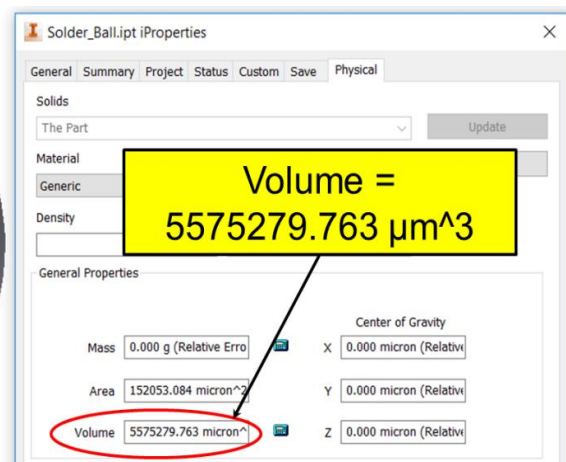 Solder_Ball.ipt iProperties
General Summary Project Status Custom Save Physical
Solids
The Part
Update
Material
Generic
Volume =
5575279.763 µm^3
Density
General Properties
Center of Gravity
Mass 0.000 g (Relative Erro X 0.000 micron (Relative
Area 152053.084 micron^2 Y 0.000 micron (Relative
Volume 5575279.763 micron^ Z 0.000 micron (Relative